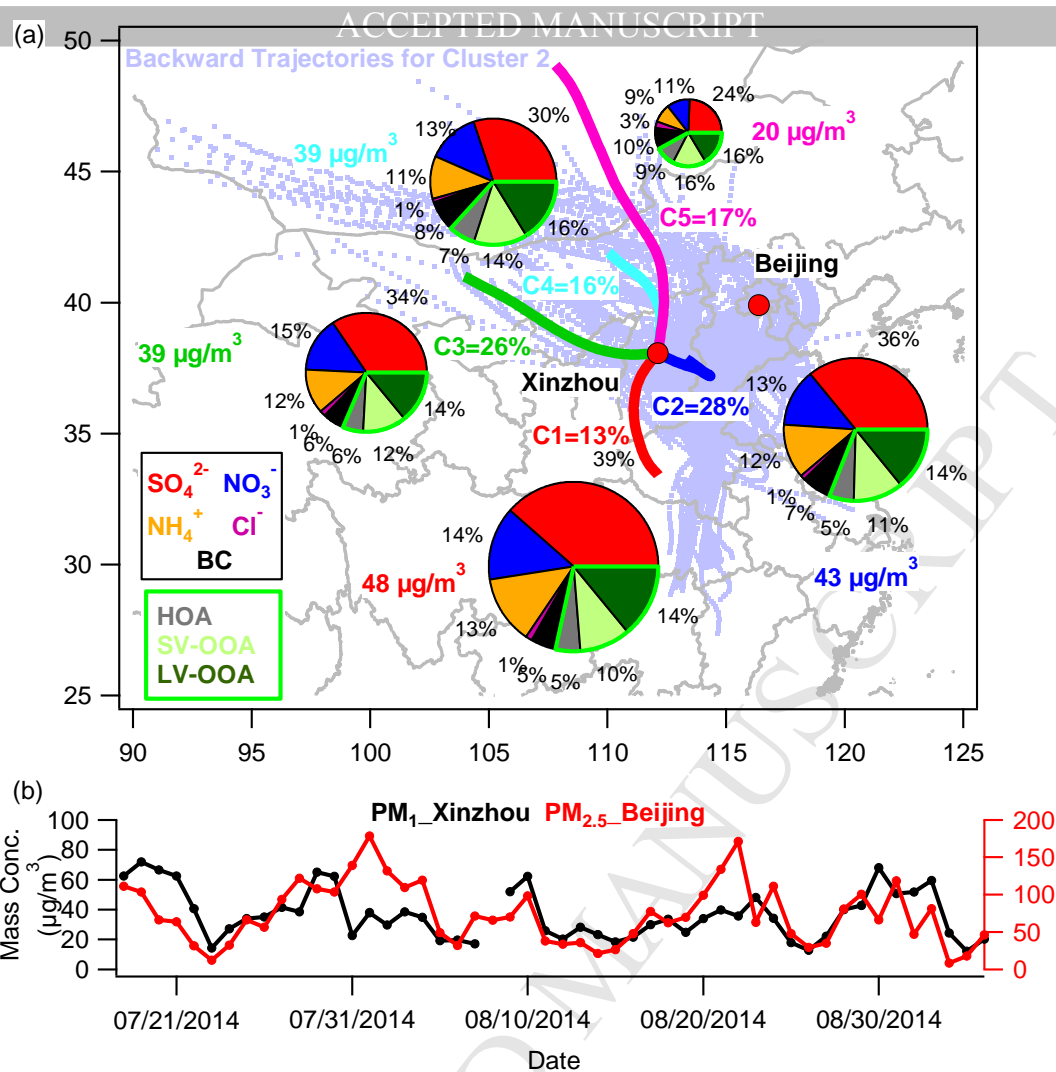 ACCEPTED MANUSCRIPT
(a)
50
45
40
35
30
25
90 95 100 105 110 115 120 125
Backward Trajectories for Cluster 2
39 µg/m³
30%
13%
11%
1%
8%
7%
14%
16%
20 µg/m³
24%
11%
9%
3%
10%
9%
16%
16%
C5=17%
C4=16%
C3=26%
C2=28%
C1=13%
Beijing
Xinzhou
39 µg/m³
34%
15%
12%
1%
6%
6%
12%
14%
43 µg/m³
36%
13%
12%
1%
7%
5%
11%
14%
48 µg/m³
39%
14%
13%
1%
5%
5%
10%
14%
SO₄²⁻ NO₃⁻
NH₄⁺ Cl⁻
BC
HOA
SV-OOA
LV-OOA
(b)
PM₁_Xinzhou PM₂.₅_Beijing
Mass Conc.
(µg/m³)
100
80
60
40
20
0
200
150
100
50
0
07/21/2014 07/31/2014 08/10/2014 08/20/2014 08/30/2014
Date
D MANUSCRIPT